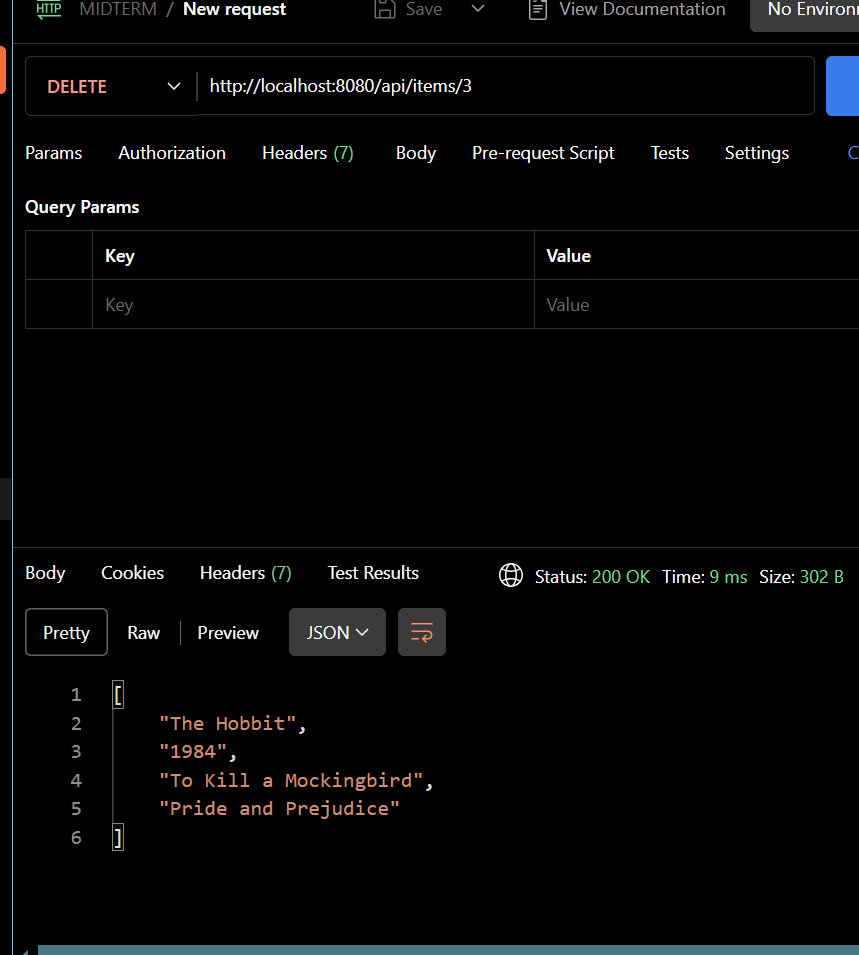 HTTP MIDTERM / New request Save View Documentation No Environ
DELETE http://localhost:8080/api/items/3
Params Authorization Headers (7) Body Pre-request Script Tests Settings
Query Params
Key Value
Key Value
Body Cookies Headers (7) Test Results Status: 200 OK Time: 9 ms Size: 302 B
Pretty Raw Preview JSON
1 [
2 "The Hobbit",
3 "1984",
4 "To Kill a Mockingbird",
5 "Pride and Prejudice"
6 ]